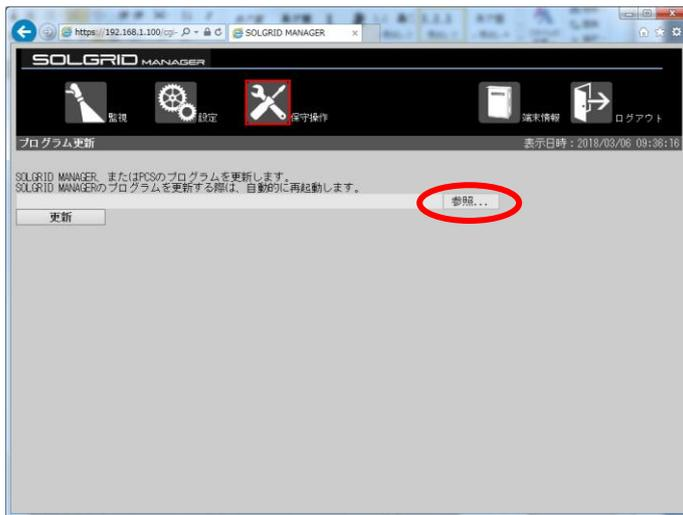 https://192.168.1.100/cgi-
SOLGRID MANAGER
SOLGRID MANAGER
監視
設定
保守操作
端末情報
ログアウト
プログラム更新
表示日時：2018/03/06 09:36:16
SOLGRID MANAGER、またはPCSのプログラムを更新します。
SOLGRID MANAGERのプログラムを更新する際は、自動的に再起動します。
参照...
更新